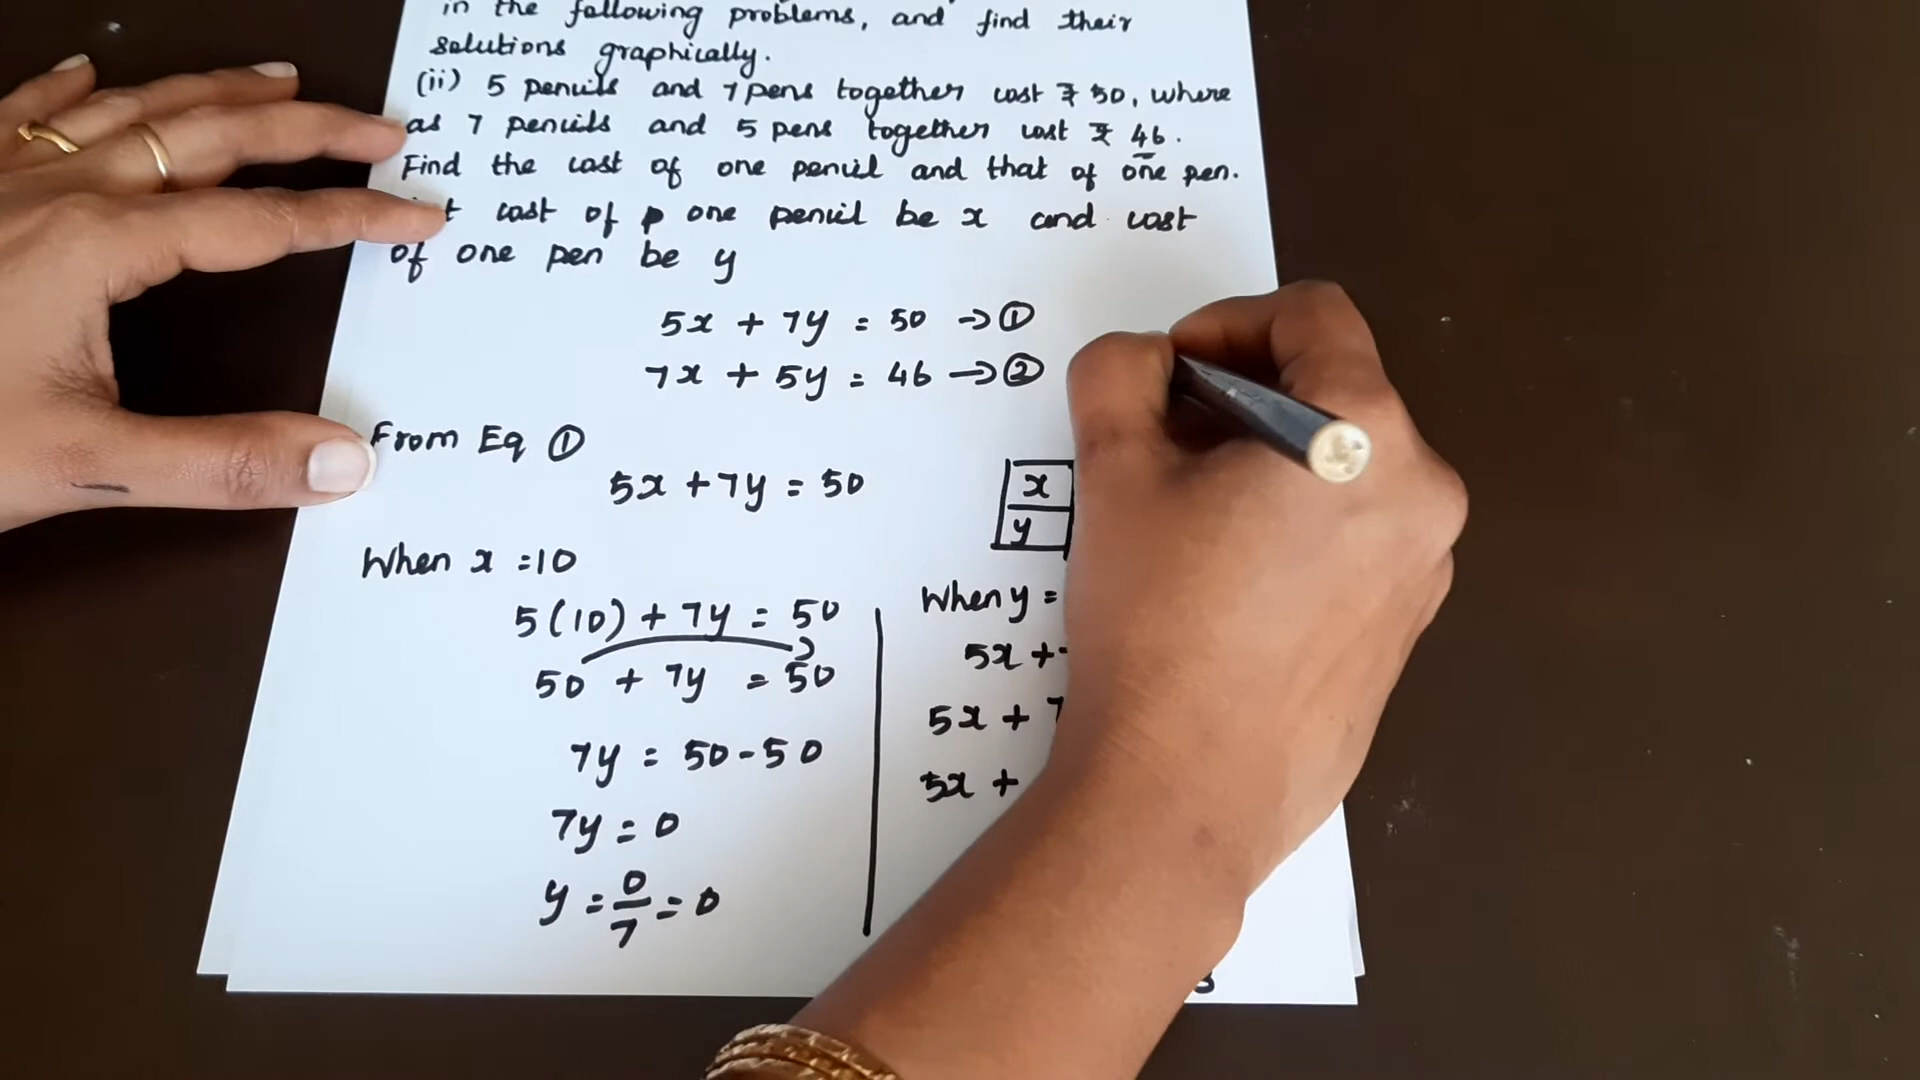 in the following problems, and find their
solutions graphically.
(ii) 5 pencils and 7 pens together cost ₹ 50, where
as 7 pencils and 5 pens together cost ₹ 46.
Find the cost of one pencil and that of one pen.
cost of p one pencil be x and cost
of one pen be y
5x + 7y = 50 → ①
7x + 5y = 46 → ②
From Eq ①
5x + 7y = 50
x
y
When x = 10
5(10) + 7y = 50
50 + 7y = 50
7y = 50 - 50
7y = 0
y = 0/7 = 0
When y =
5x +
5x + 7
5x +
3